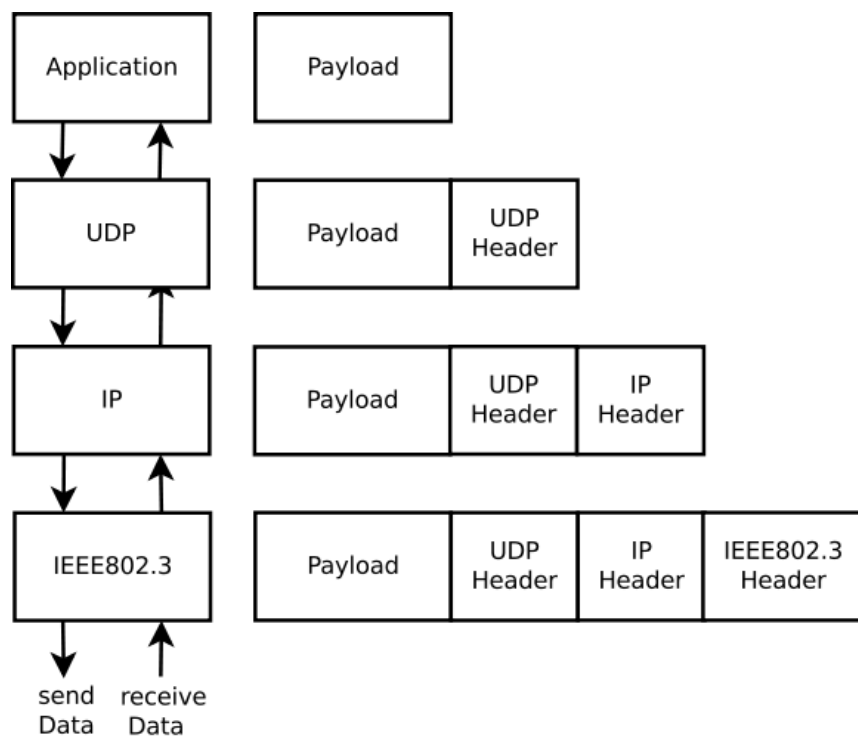 Application
Payload
UDP
Payload
UDP
Header
IP
Payload
UDP
Header
IP
Header
IEEE802.3
Payload
UDP
Header
IP
Header
IEEE802.3
Header
send
Data
receive
Data